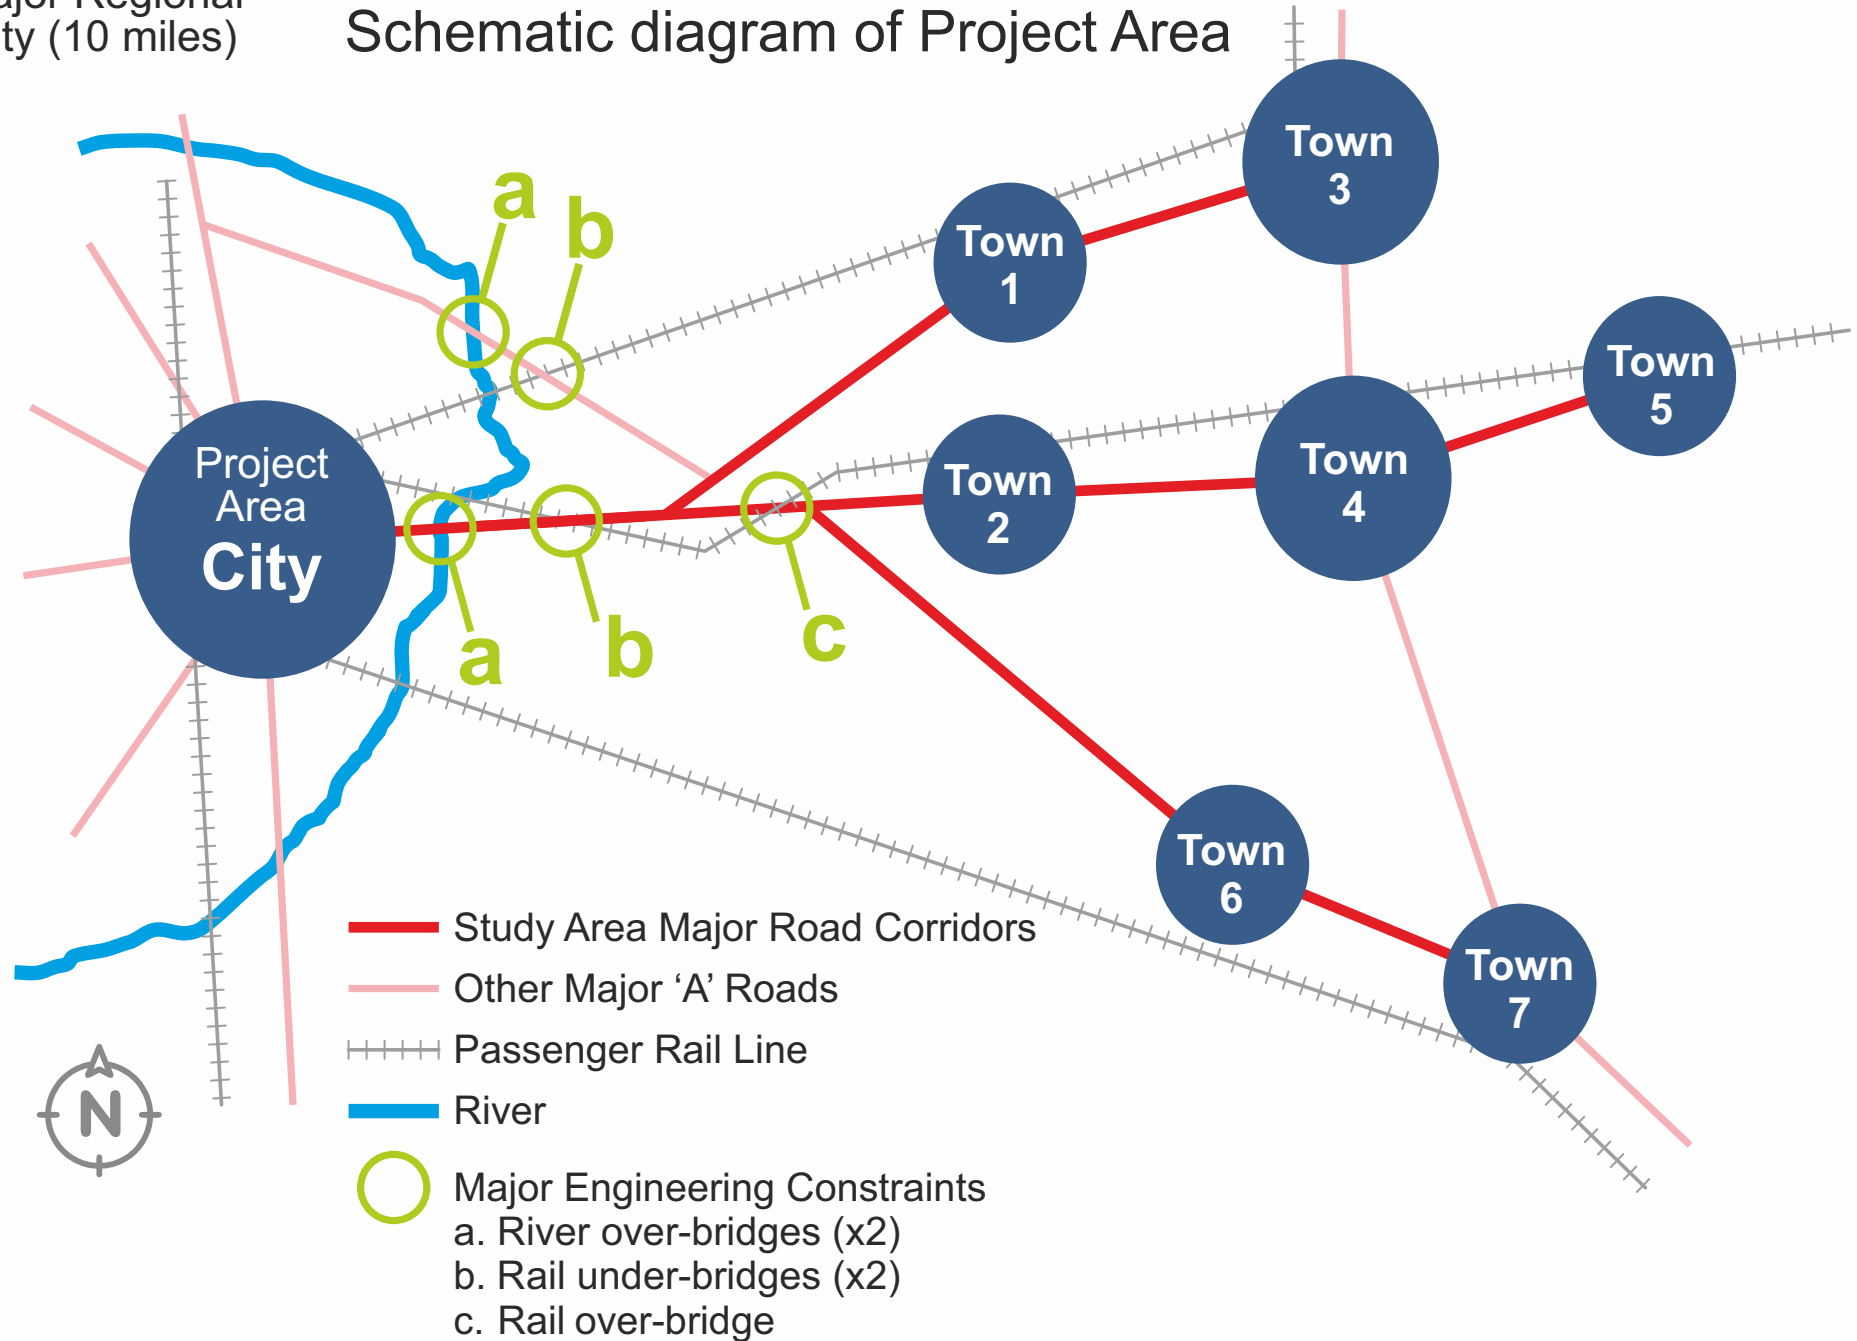 ajor Regional
ty (10 miles)
Schematic diagram of Project Area
a
b
Town
1
Town
3
Town
5
Project
Area
City
Town
2
Town
4
a
b
c
Town
6
Town
7
Study Area Major Road Corridors
Other Major ‘A’ Roads
Passenger Rail Line
River
N
Major Engineering Constraints
a. River over-bridges (x2)
b. Rail under-bridges (x2)
c. Rail over-bridge